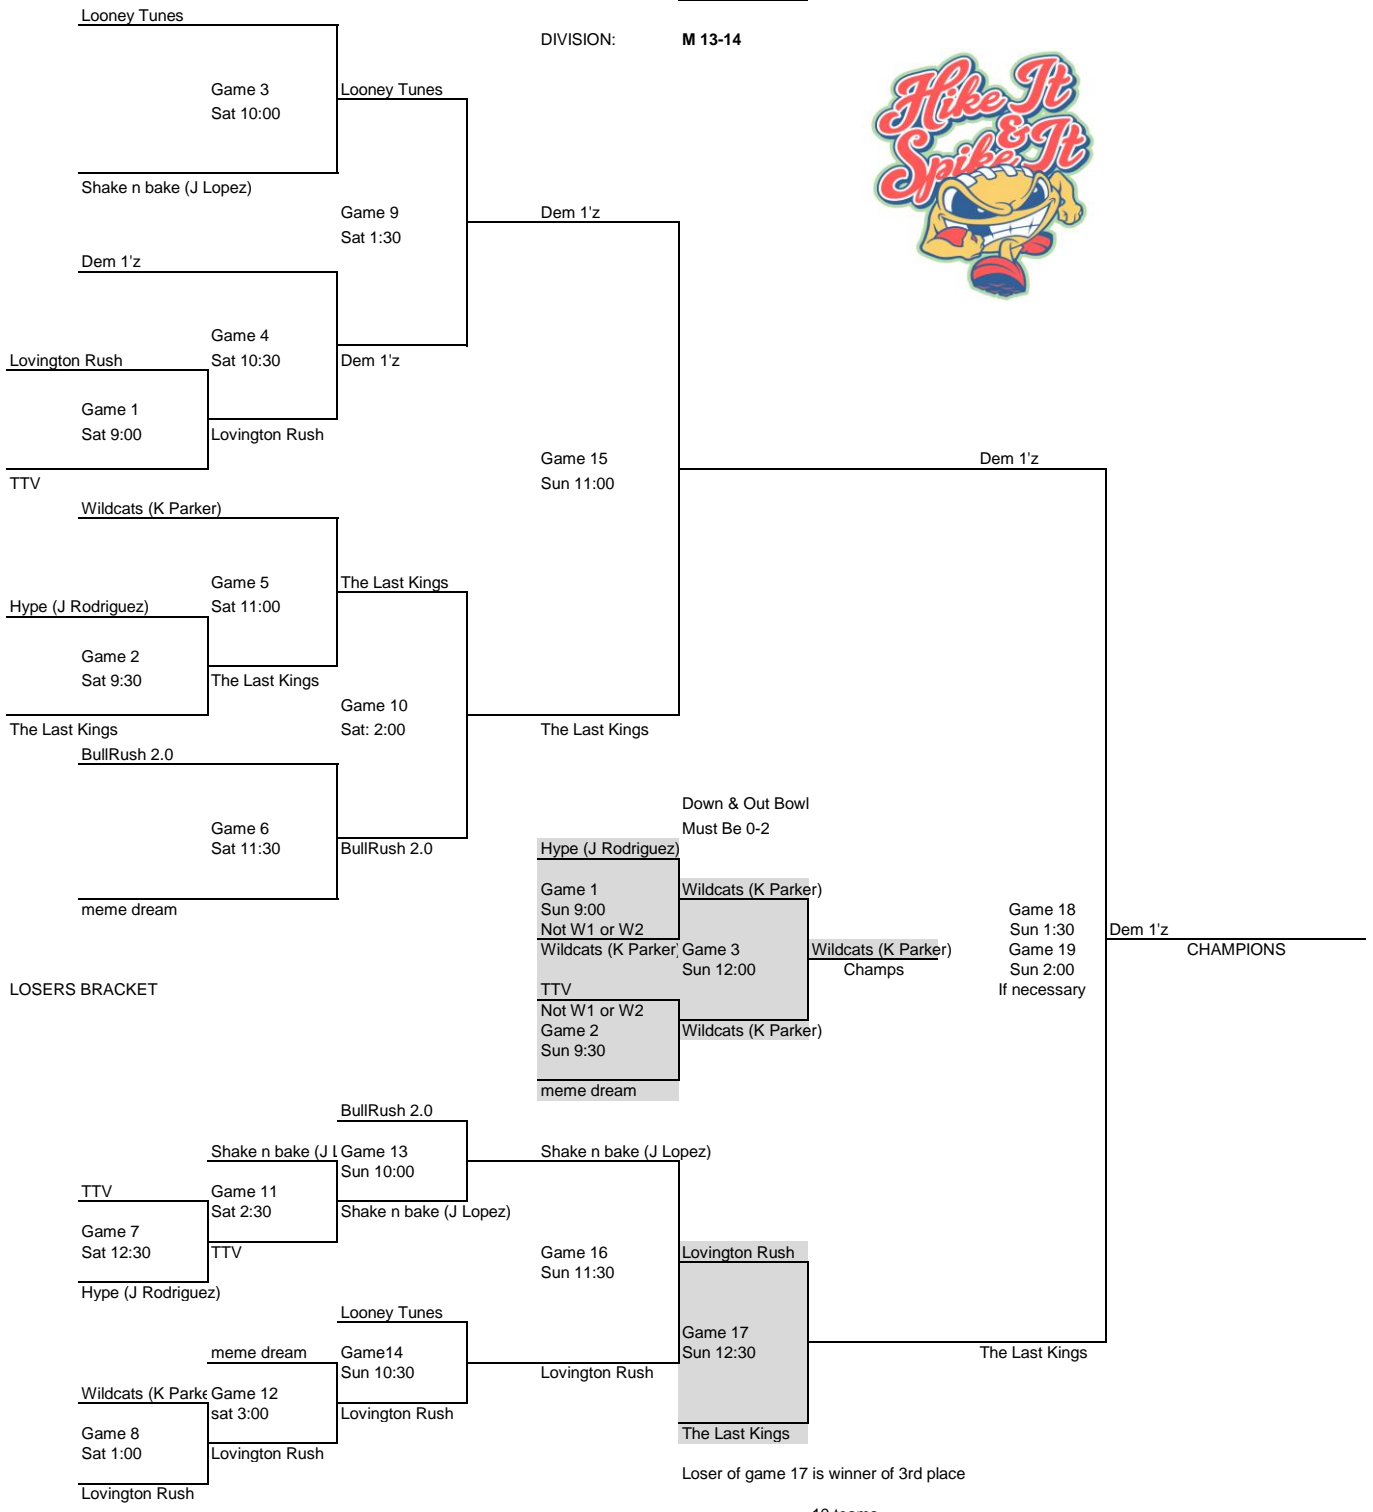 Looney Tunes
DIVISION: M 13-14
Hike It
&
Spike It
Game 3
Sat 10:00
Looney Tunes
Shake n bake (J Lopez)
Game 9
Sat 1:30
Dem 1'z
Dem 1'z
Game 4
Sat 10:30
Lovington Rush
Dem 1'z
Game 1
Sat 9:00
Lovington Rush
TTV
Game 15
Sun 11:00
Dem 1'z
Wildcats (K Parker)
Game 5
Sat 11:00
The Last Kings
Hype (J Rodriguez)
Game 2
Sat 9:30
The Last Kings
Game 10
Sat: 2:00
The Last Kings
The Last Kings
BullRush 2.0
Game 6
Sat 11:30
BullRush 2.0
meme dream
Down & Out Bowl
Must Be 0-2
Hype (J Rodriguez)
Game 1
Sun 9:00
Not W1 or W2
Wildcats (K Parker)
Wildcats (K Parker)
Game 3
Sun 12:00
Wildcats (K Parker)
Champs
TTV
Not W1 or W2
Game 2
Sun 9:30
Wildcats (K Parker)
meme dream
Game 18
Sun 1:30
Game 19
Sun 2:00
If necessary
Dem 1'z
CHAMPIONS
LOSERS BRACKET
BullRush 2.0
Shake n bake (J L
Game 13
Sun 10:00
Shake n bake (J Lopez)
TTV
Game 11
Sat 2:30
Shake n bake (J Lopez)
Game 7
Sat 12:30
TTV
Hype (J Rodriguez)
Game 16
Sun 11:30
Lovington Rush
Looney Tunes
meme dream
Game14
Sun 10:30
Lovington Rush
Game 17
Sun 12:30
The Last Kings
Wildcats (K Parke
Game 12
sat 3:00
Lovington Rush
Game 8
Sat 1:00
Lovington Rush
The Last Kings
Lovington Rush
Loser of game 17 is winner of 3rd place
10 teams